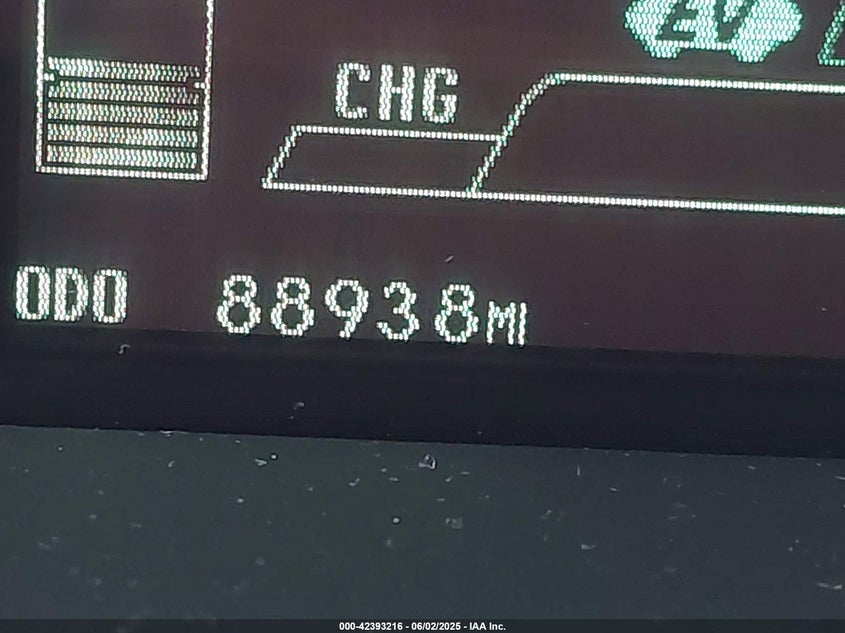 EV
CHG
ODO 88938MI
000-42393216 - 06/02/2025 - IAA Inc.